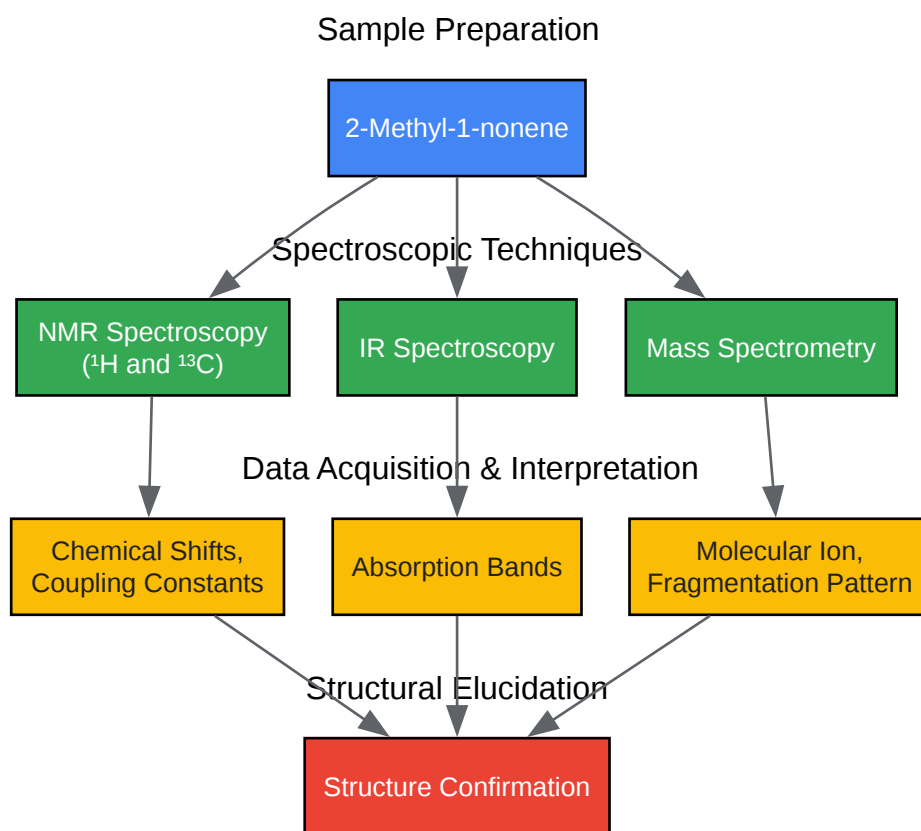 Sample Preparation
2-Methyl-1-nonene
Spectroscopic Techniques
NMR Spectroscopy
(¹H and ¹³C)
IR Spectroscopy
Mass Spectrometry
Data Acquisition & Interpretation
Chemical Shifts,
Coupling Constants
Absorption Bands
Molecular Ion,
Fragmentation Pattern
Structural Elucidation
Structure Confirmation